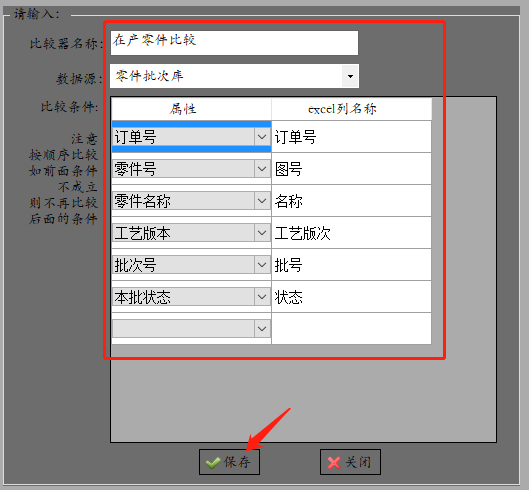 请输入:
比较器名称: 在产零件比较
数据源: 零件批次库
比较条件:
属性 excel列名称
订单号 订单号
零件号 图号
零件名称 名称
工艺版本 工艺版次
批次号 批号
本批状态 状态
注意
按顺序比较
如前面条件
不成立
则不再比较
后面的条件
保存 关闭